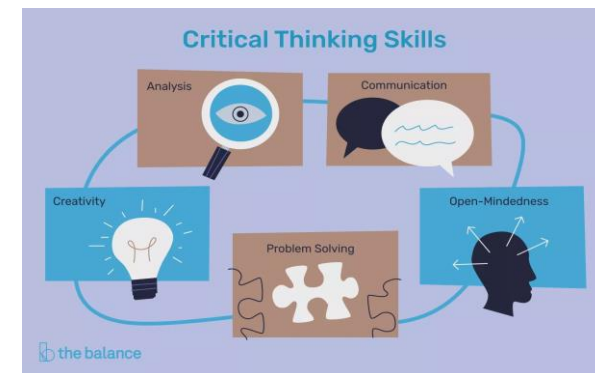 Critical Thinking Skills
Analysis
Communication
Creativity
Open-Mindedness
Problem Solving
the balance